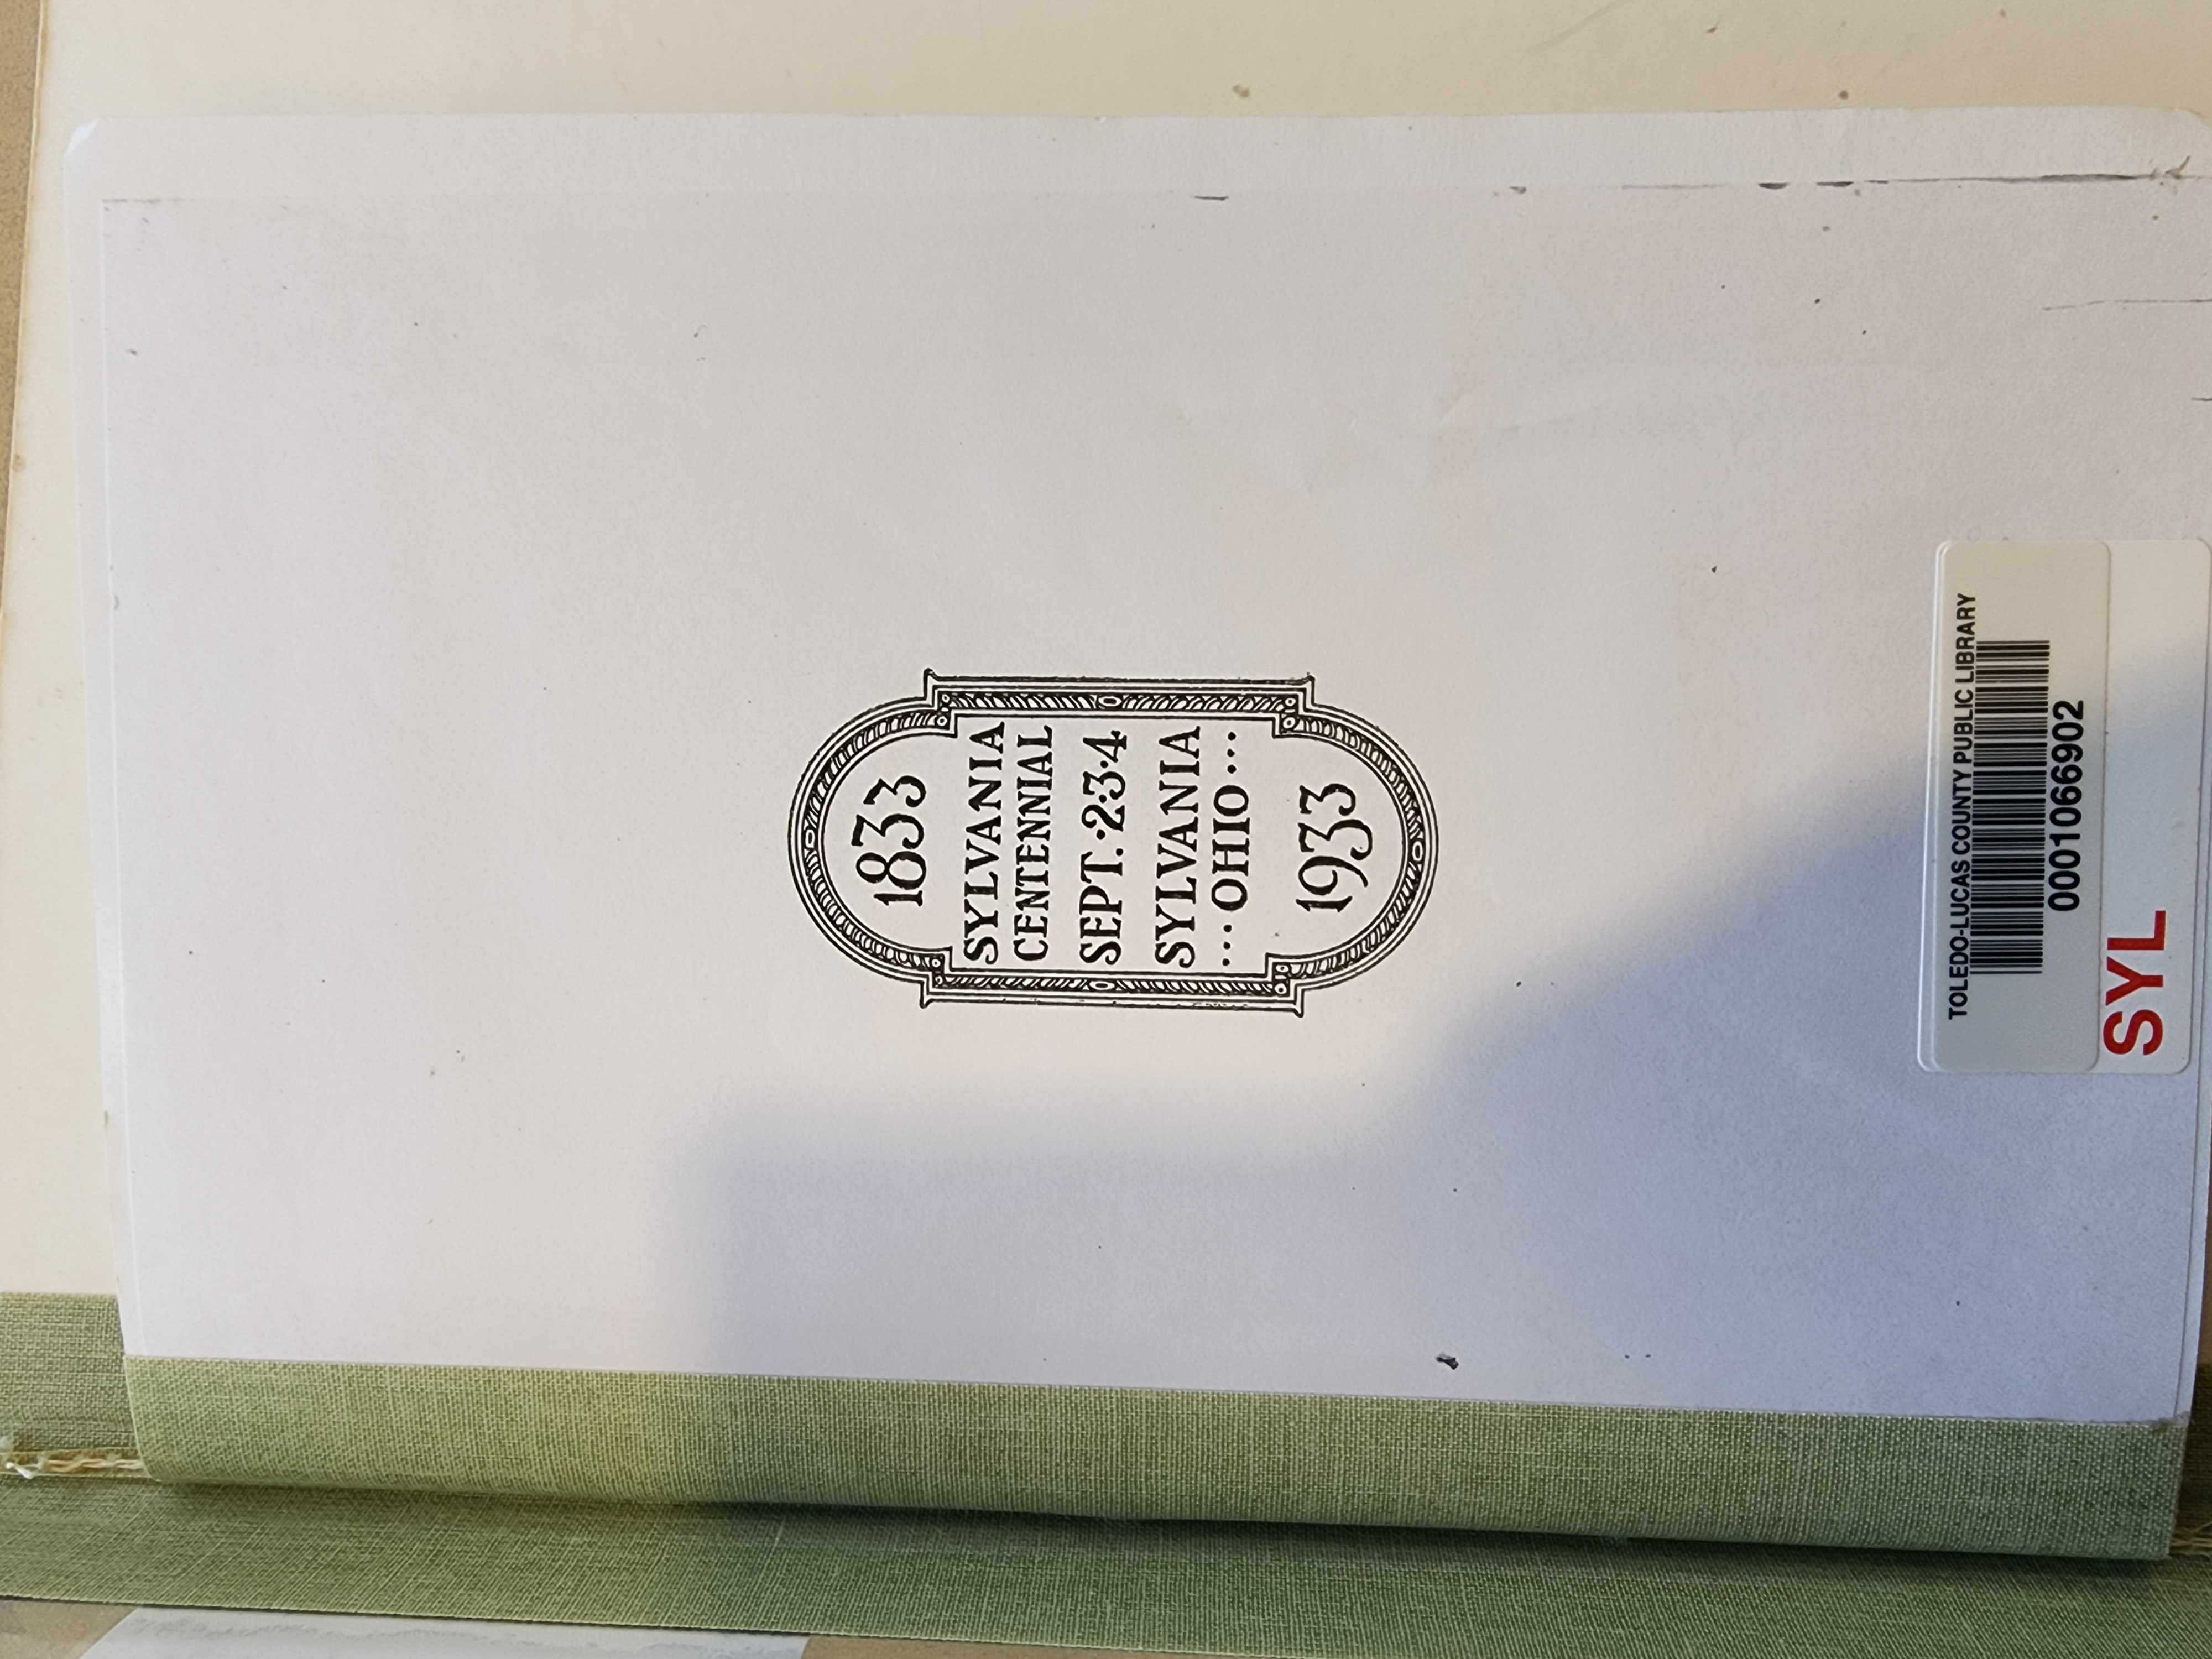 1833
SYLVANIA
CENTENNIAL
SEPT. 2·3·4
SYLVANIA
... OHIO ...
1933
TOLEDO-LUCAS COUNTY PUBLIC LIBRARY
0001066902
SYL